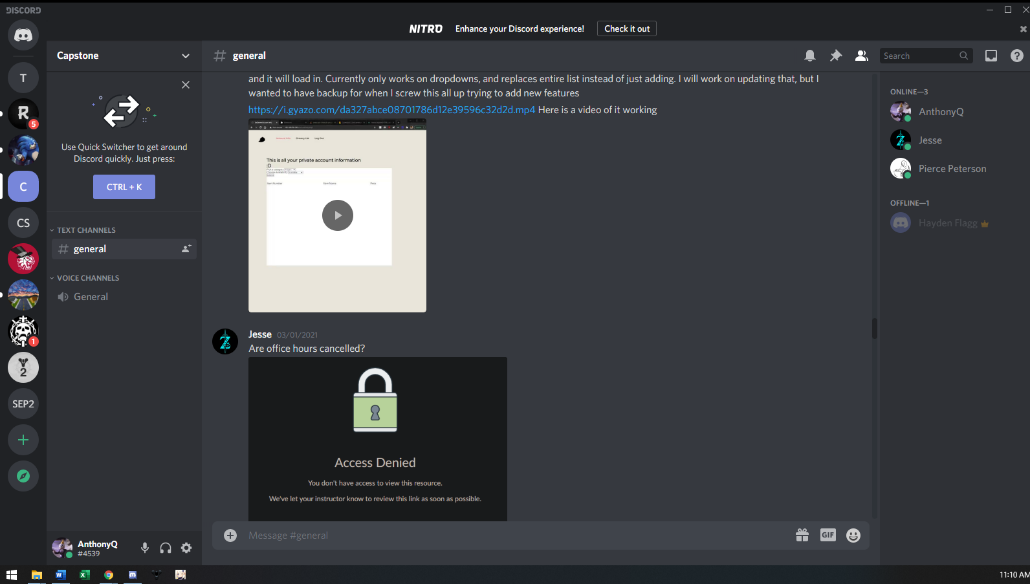 DISCORD
NITRO Enhance your Discord experience! Check it out
Capstone
# general
Search
Use Quick Switcher to get around
Discord quickly. Just press:
CTRL + K
TEXT CHANNELS
# general
VOICE CHANNELS
General
T
R
5
C
CS
1
Y
2
SEP2
AnthonyQ
#4539
and it will load in. Currently only works on dropdowns, and replaces entire list instead of just adding. I will work on updating that, but I
wanted to have backup for when I screw this all up trying to add new features
https://i.gyazo.com/da327abce08701786d12e39596c32d2d.mp4 Here is a video of it working
This is all your private account information
Jesse 03/01/2021
Are office hours cancelled?
Access Denied
You don't have access to view this resource.
We've let your instructor know to review this link as soon as possible.
Message #general
GIF
ONLINE—3
AnthonyQ
Jesse
Pierce Peterson
OFFLINE—1
Hayden Flagg
11:10 AM